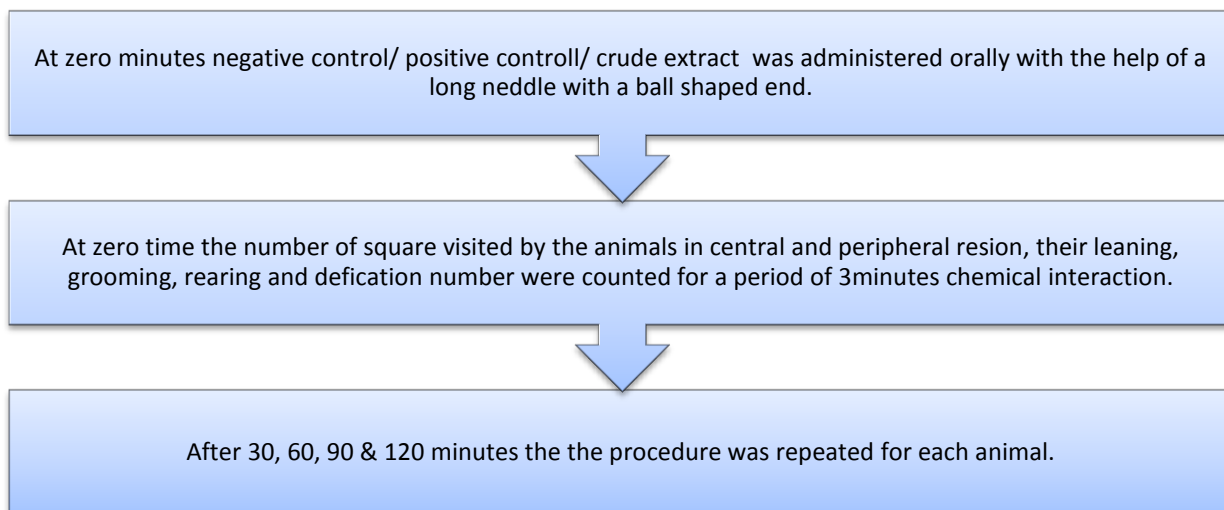 At zero minutes negative control/ positive controll/ crude extract was administered orally with the help of a
long neddle with a ball shaped end.
At zero time the number of square visited by the animals in central and peripheral resion, their leaning,
grooming, rearing and defication number were counted for a period of 3minutes chemical interaction.
After 30, 60, 90 & 120 minutes the the procedure was repeated for each animal.